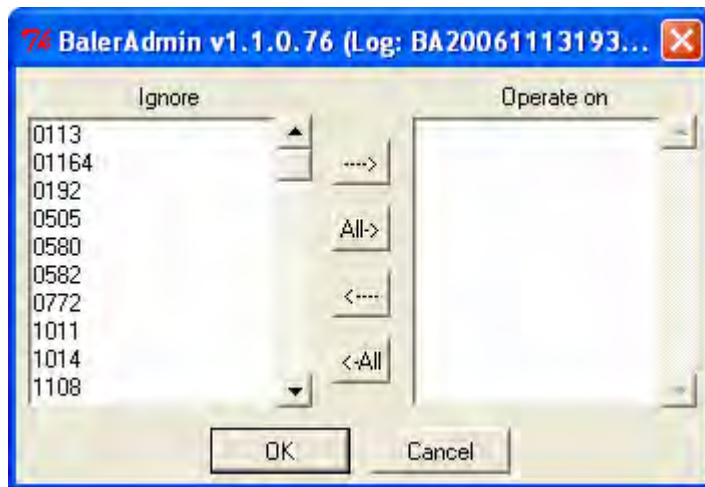 7% BalerAdmin v1.1.0.76 (Log: BA20061113193...
Ignore
Operate on
0113
01164
0192
0505
0580
0582
0772
1011
1014
1108
---->
All->
<----
<-All
OK
Cancel